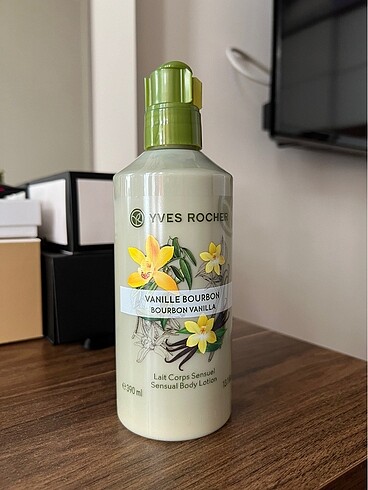 YVES ROCHER
VANILLE BOURBON
BOURBON VANILLA
Lait Corps Sensuel
Sensual Body Lotion
℮390 ml